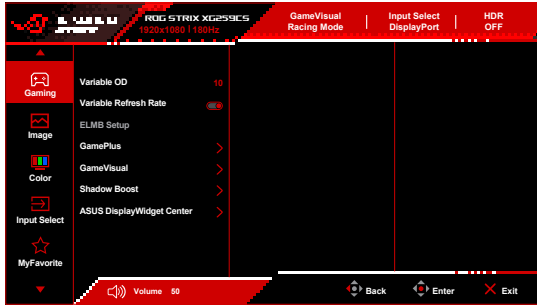 ROG STRIX XG259CS
1920x1080 | 180Hz
GameVisual
Racing Mode
Input Select
DisplayPort
HDR
OFF
Gaming
Image
Color
Input Select
MyFavorite
Variable OD 10
Variable Refresh Rate
ELMB Setup
GamePlus
GameVisual
Shadow Boost
ASUS DisplayWidget Center
Volume 50
Back
Enter
Exit